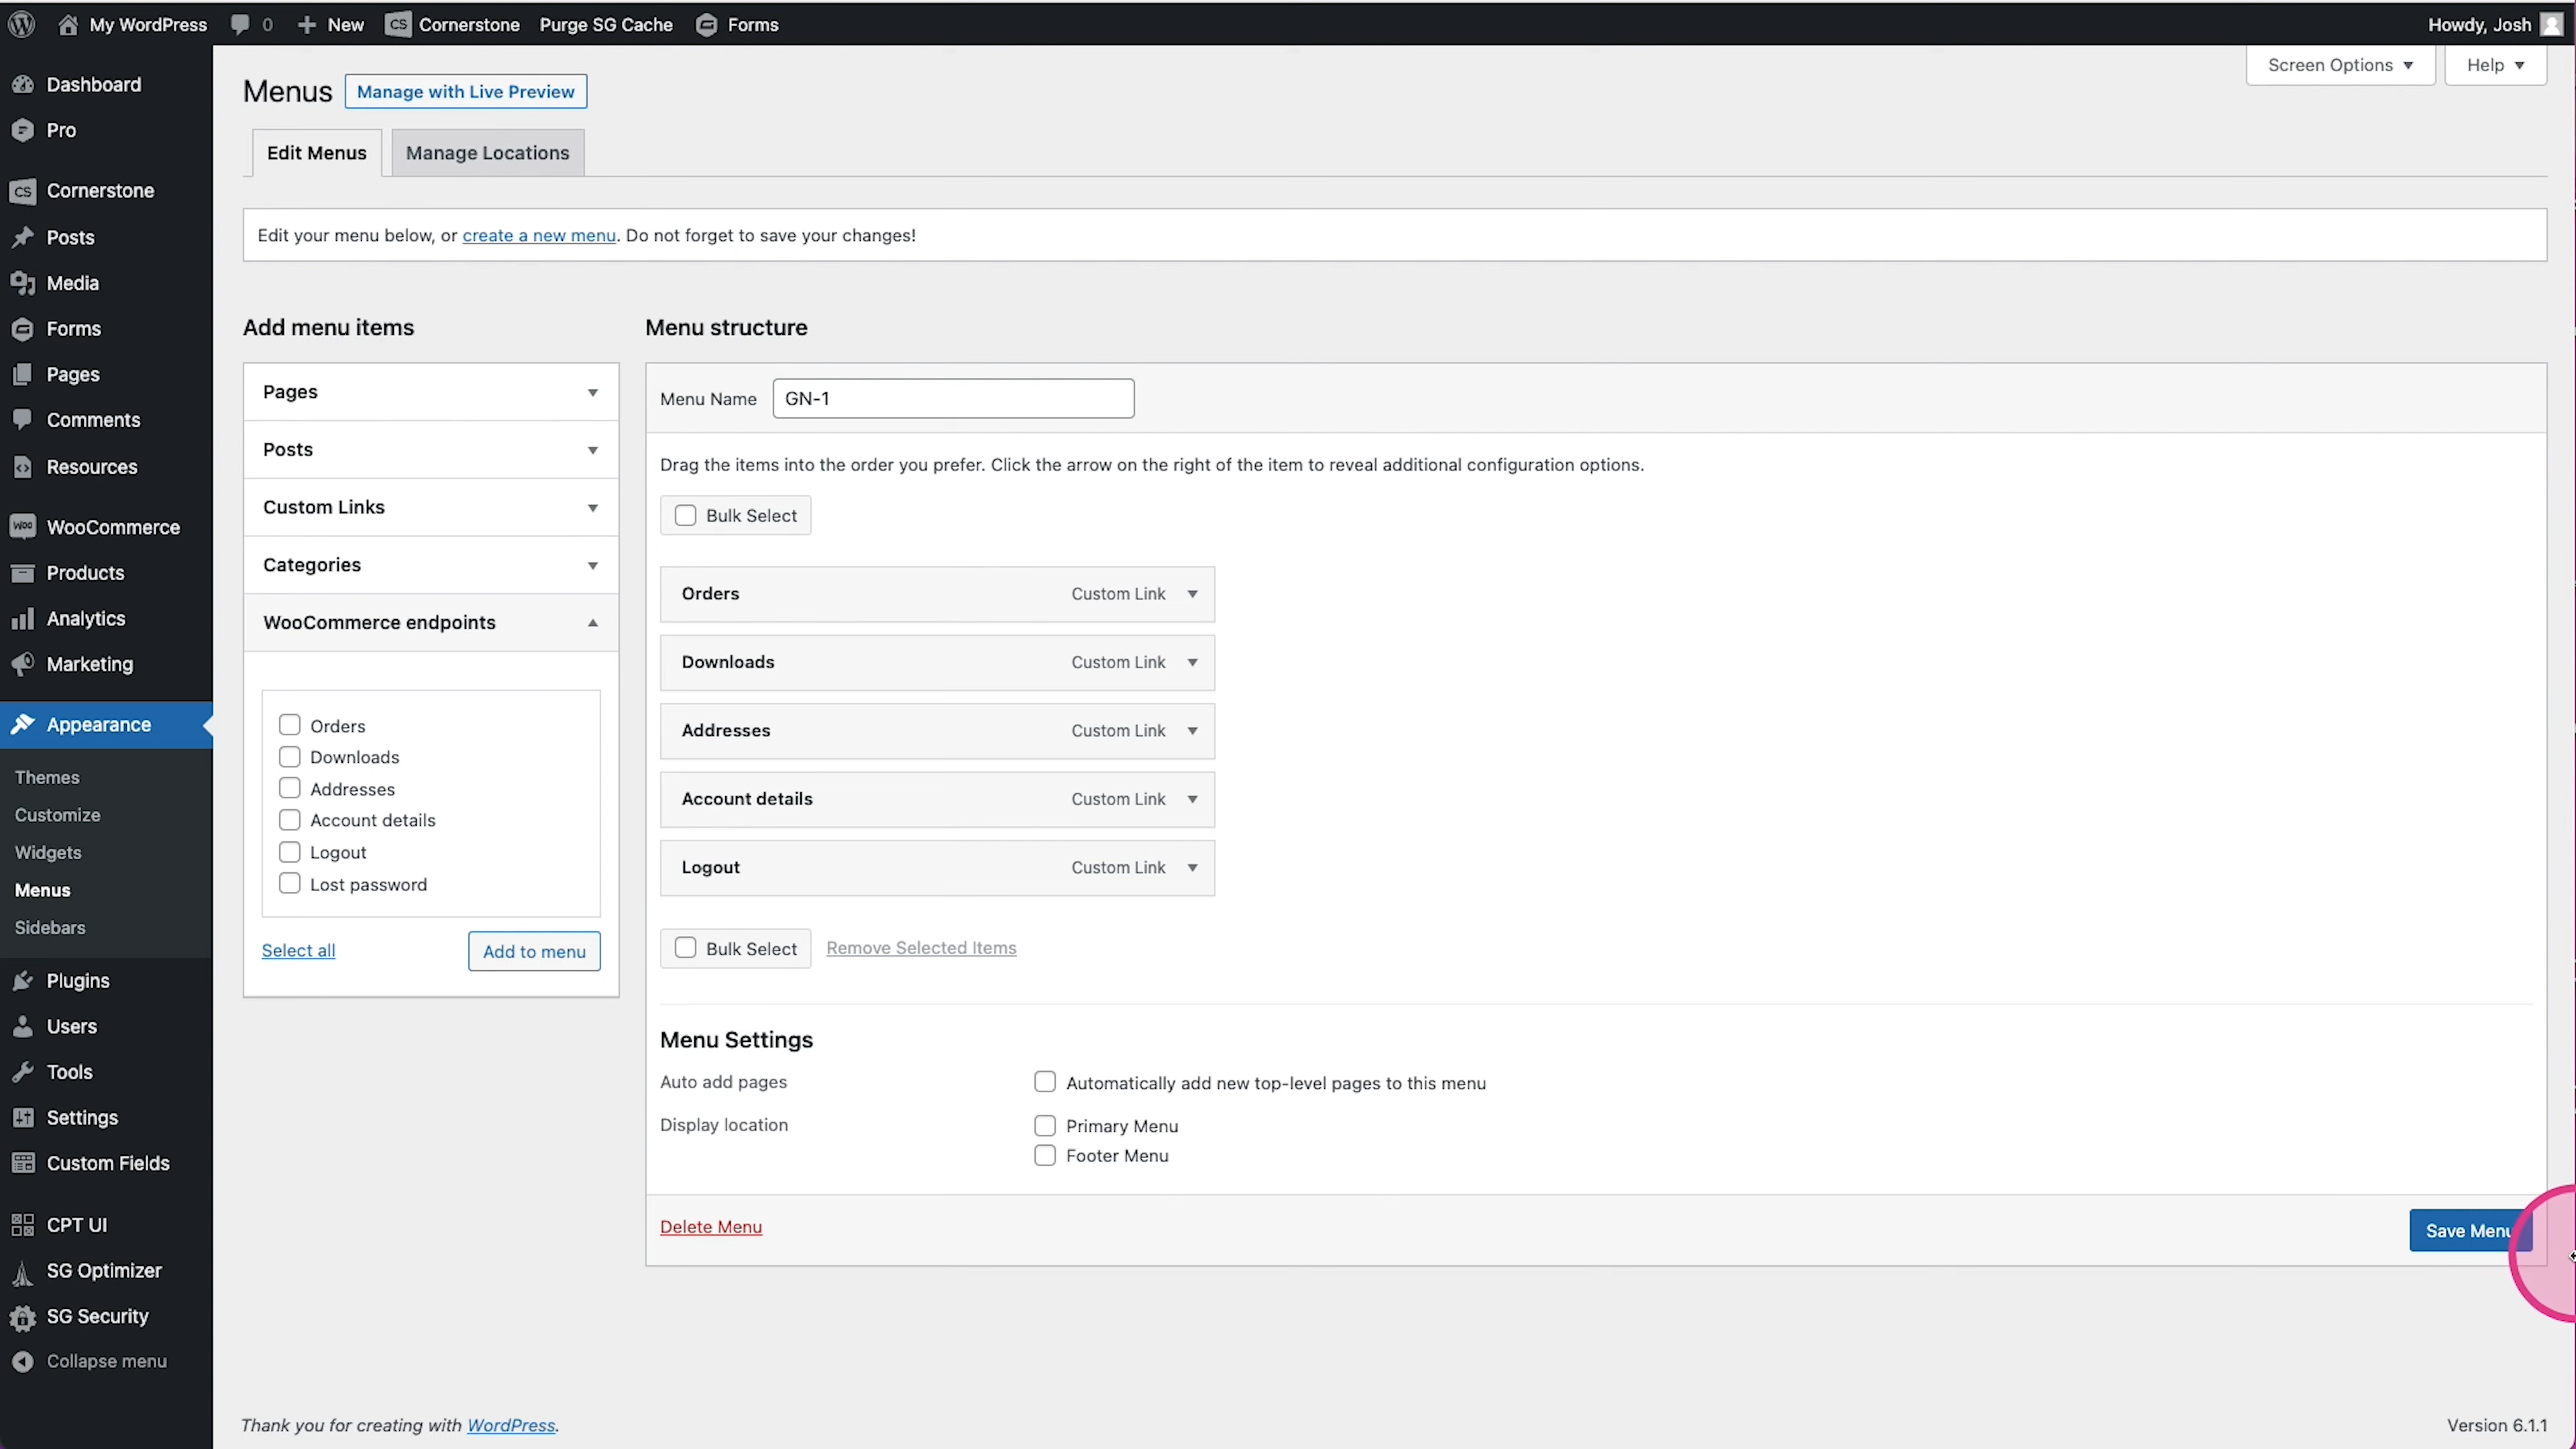 My WordPress 0 New CS Cornerstone Purge SG Cache Forms Howdy, Josh
Dashboard
Pro
CS Cornerstone
Posts
Media
Forms
Pages
Comments
Resources
Woo WooCommerce
Products
Analytics
Marketing
Appearance
Themes
Customize
Widgets
Menus
Sidebars
Plugins
Users
Tools
Settings
Custom Fields
CPT UI
SG Optimizer
SG Security
Collapse menu
Screen Options Help
Menus Manage with Live Preview
Edit Menus Manage Locations
Edit your menu below, or create a new menu. Do not forget to save your changes!
Add menu items
Pages
Posts
Custom Links
Categories
WooCommerce endpoints
Orders
Downloads
Addresses
Account details
Logout
Lost password
Select all Add to menu
Menu structure
Menu Name GN-1
Drag the items into the order you prefer. Click the arrow on the right of the item to reveal additional configuration options.
Bulk Select
Orders Custom Link
Downloads Custom Link
Addresses Custom Link
Account details Custom Link
Logout Custom Link
Bulk Select Remove Selected Items
Menu Settings
Auto add pages Automatically add new top-level pages to this menu
Display location Primary Menu
Footer Menu
Delete Menu Save Menu
Thank you for creating with WordPress. Version 6.1.1